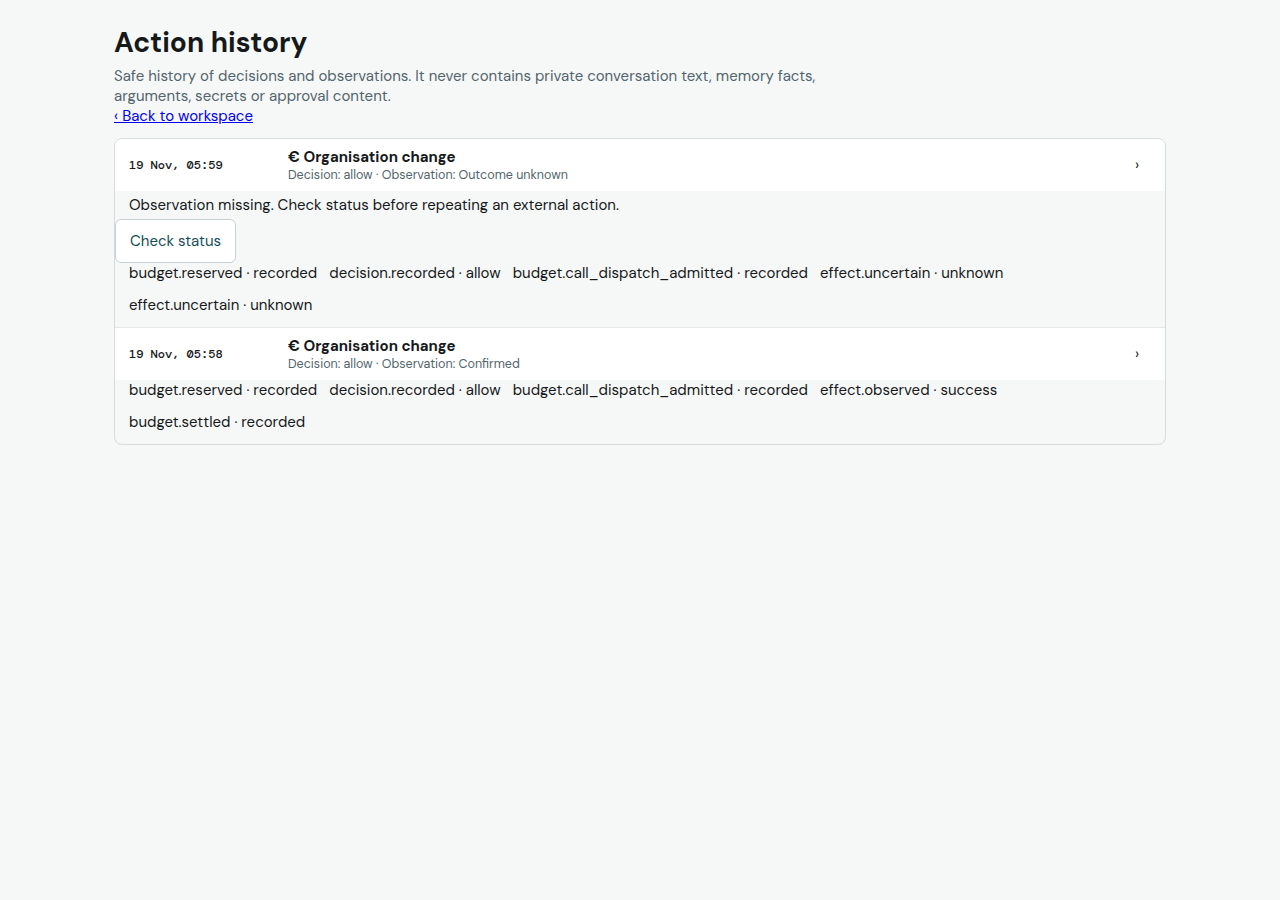 Action history
Safe history of decisions and observations. It never contains private conversation text, memory facts,
arguments, secrets or approval content.
‹ Back to workspace
19 Nov, 05:59
€ Organisation change
Decision: allow · Observation: Outcome unknown
›
Observation missing. Check status before repeating an external action.
Check status
budget.reserved · recorded decision.recorded · allow budget.call_dispatch_admitted · recorded effect.uncertain · unknown
effect.uncertain · unknown
19 Nov, 05:58
€ Organisation change
Decision: allow · Observation: Confirmed
›
budget.reserved · recorded decision.recorded · allow budget.call_dispatch_admitted · recorded effect.observed · success
budget.settled · recorded